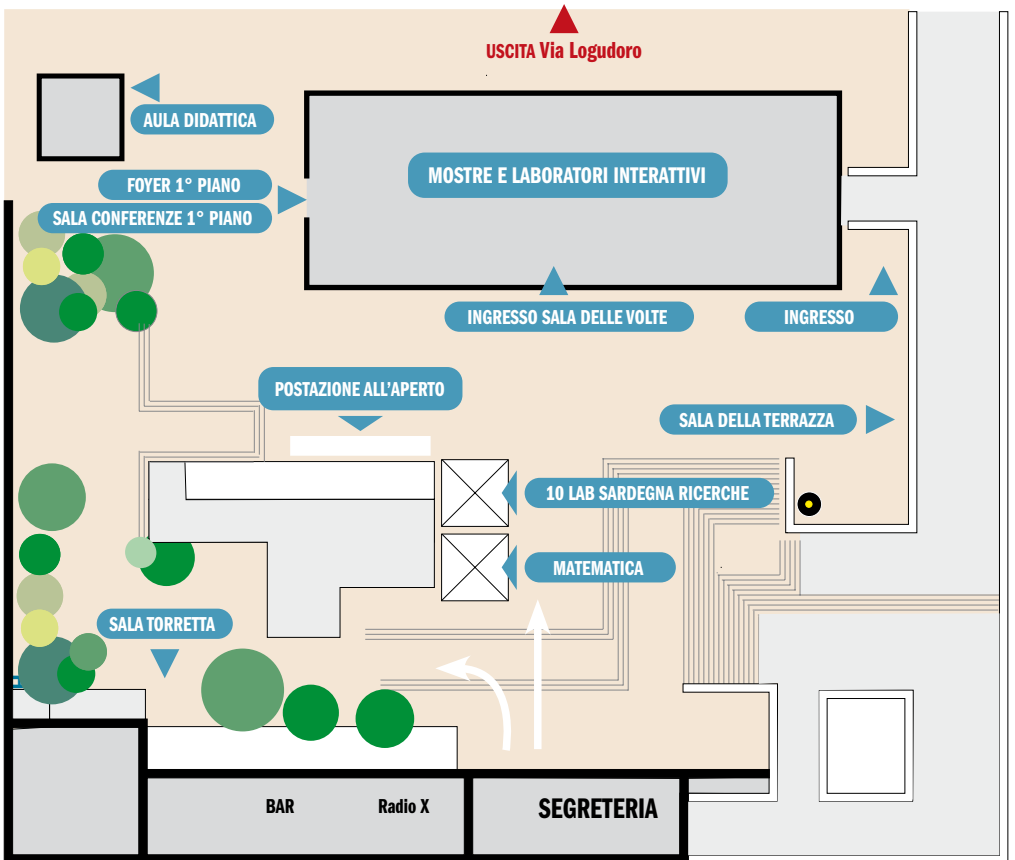 USCITA Via Logudoro
AULA DIDATTICA
MOSTRE E LABORATORI INTERATTIVI
FOYER 1° PIANO
SALA CONFERENZE 1° PIANO
INGRESSO SALA DELLE VOLTE
INGRESSO
POSTAZIONE ALL'APERTO
SALA DELLA TERRAZZA
10 LAB SARDEGNA RICERCHE
MATEMATICA
SALA TORRETTA
BAR
Radio X
SEGRETERIA